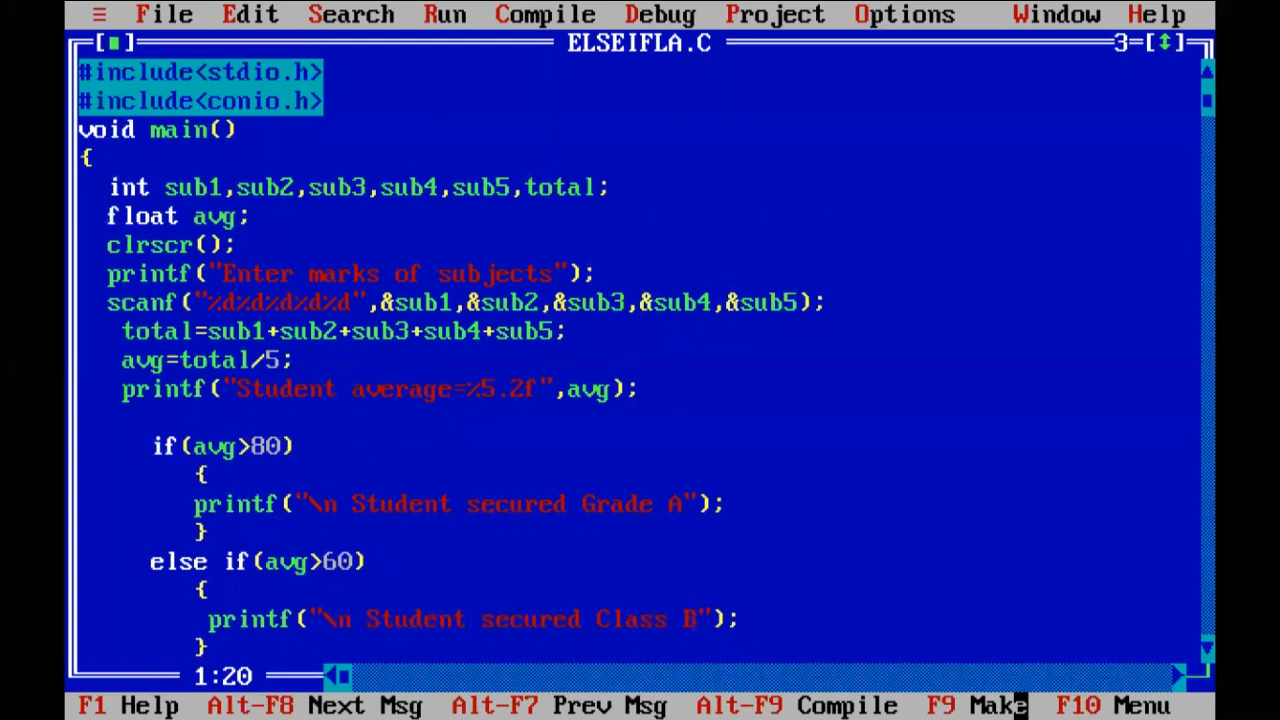 ≡ File Edit Search Run Compile Debug Project Options Window Help
[■] ELSEIFLA.C 3=[↕]
#include<stdio.h>
#include<conio.h>
void main()
{
int sub1,sub2,sub3,sub4,sub5,total;
float avg;
clrscr();
printf("Enter marks of subjects");
scanf("%d%d%d%d%d",&sub1,&sub2,&sub3,&sub4,&sub5);
total=sub1+sub2+sub3+sub4+sub5;
avg=total/5;
printf("Student average=%5.2f",avg);
if(avg>80)
{
printf("\n Student secured Grade A");
}
else if(avg>60)
{
printf("\n Student secured Class B");
}
1:20
F1 Help Alt-F8 Next Msg Alt-F7 Prev Msg Alt-F9 Compile F9 Make F10 Menu